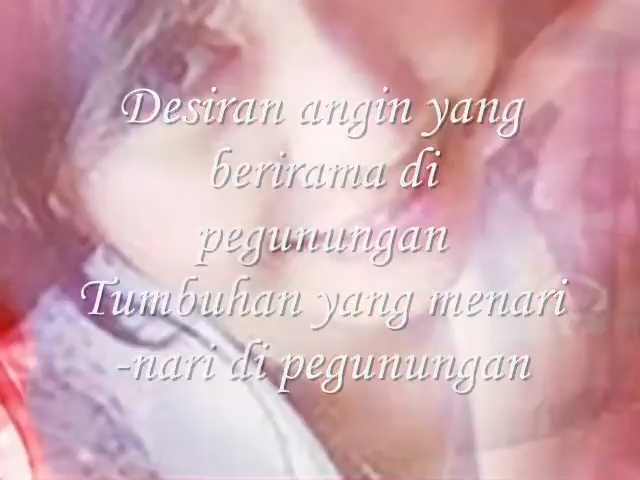 Desiran angin yang
berirama di
pegunungan
Tumbuhan yang menari
-nari di pegunungan